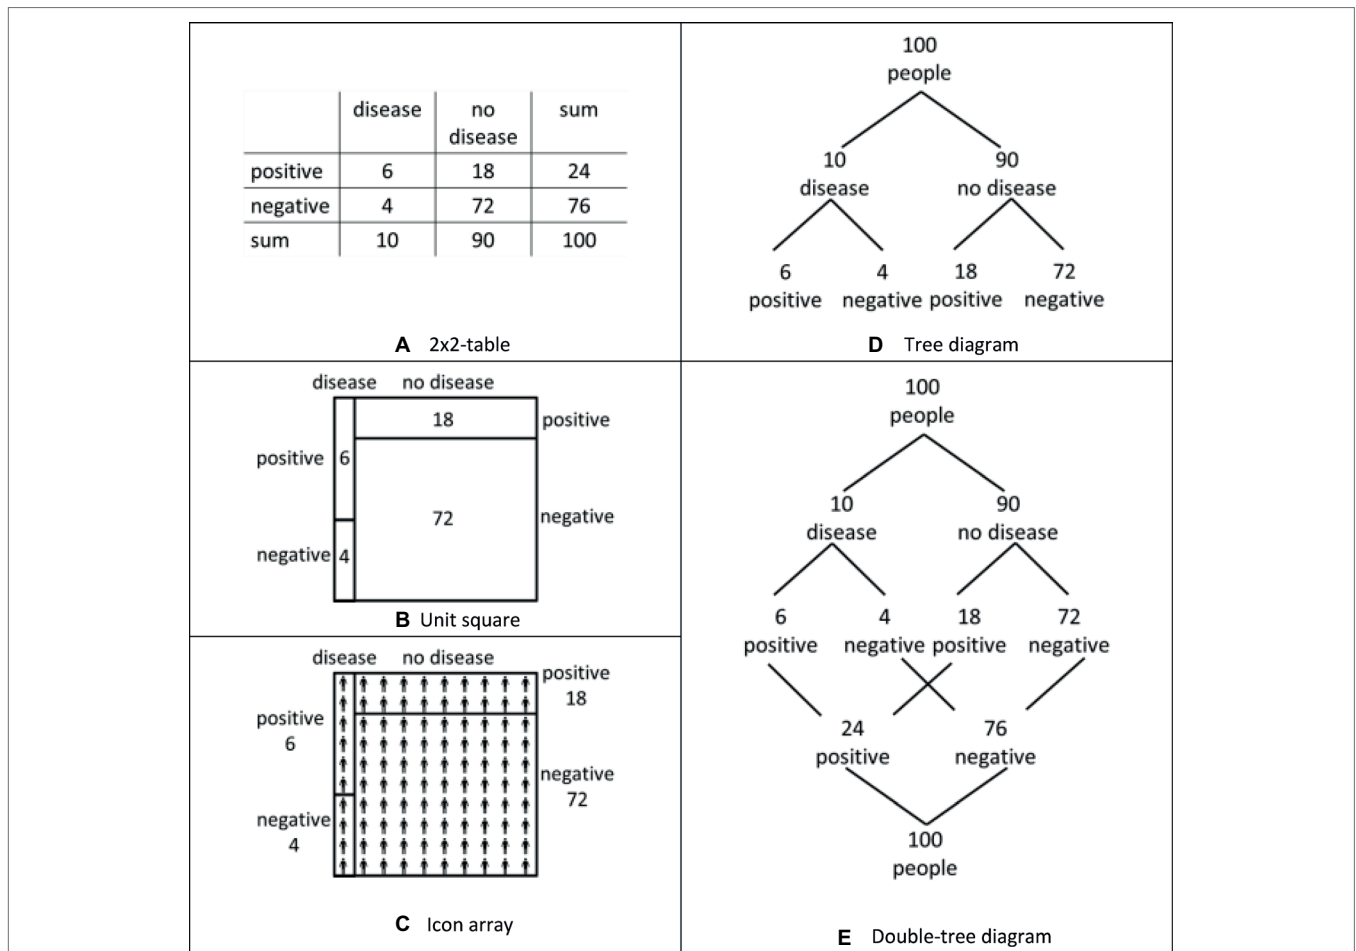 disease no sum
disease
positive 6 18 24
negative 4 72 76
sum 10 90 100
A 2x2-table
disease no disease
18 positive
positive 6
72 negative
negative 4
B Unit square
disease no disease
positive
18
positive
6
negative
72
negative
4
C Icon array
100
people
10 90
disease no disease
6 4 18 72
positive negative positive negative
D Tree diagram
100
people
10 90
disease no disease
6 4 18 72
positive negative positive negative
24 76
positive negative
100
people
E Double-tree diagram